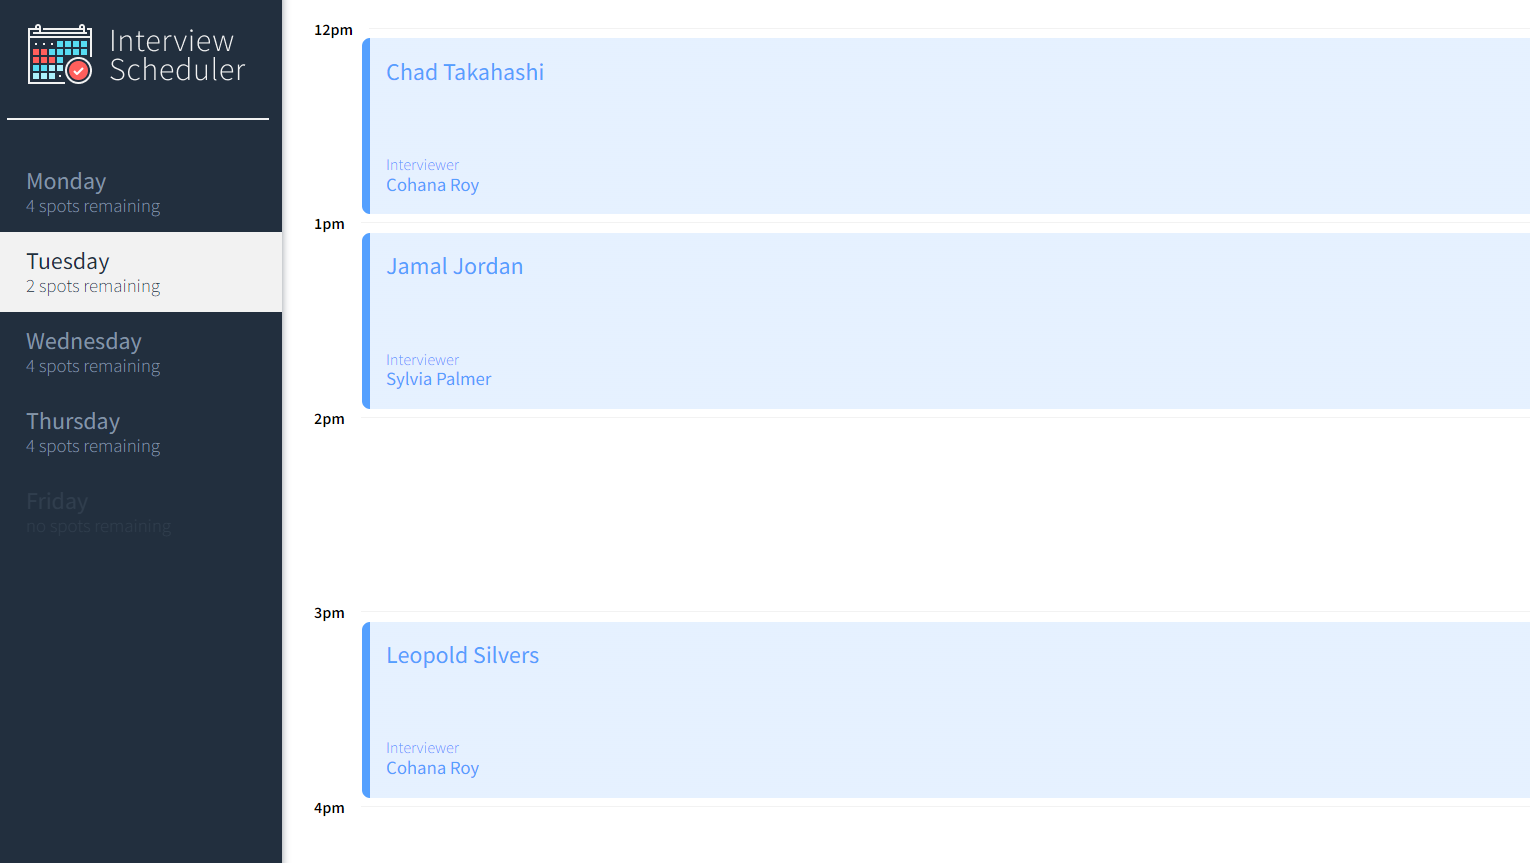 Interview
Scheduler
Monday
4 spots remaining
Tuesday
2 spots remaining
Wednesday
4 spots remaining
Thursday
4 spots remaining
Friday
no spots remaining
12pm
Chad Takahashi
Interviewer
Cohana Roy
1pm
Jamal Jordan
Interviewer
Sylvia Palmer
2pm
3pm
Leopold Silvers
Interviewer
Cohana Roy
4pm